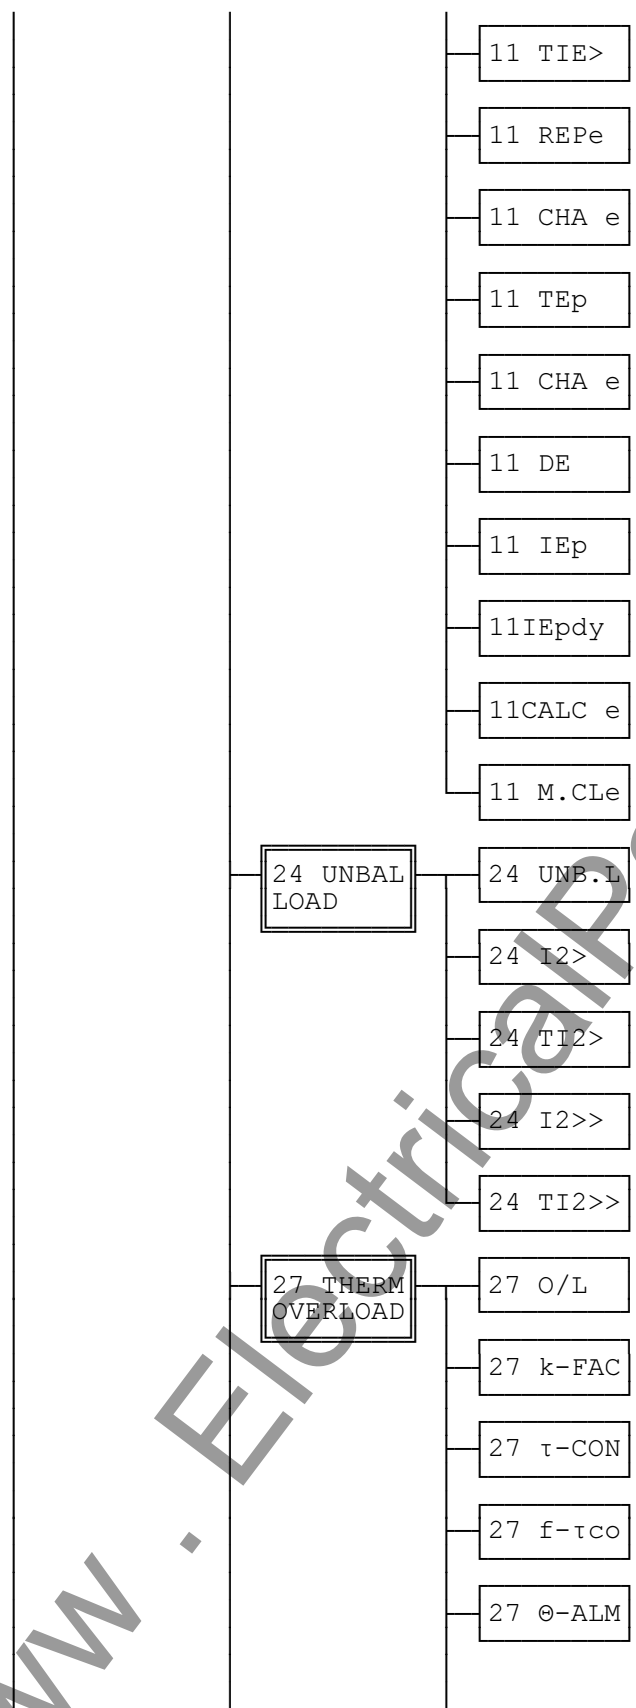 11 TIE>
11 REPe
11 CHA e
11 TEp
11 CHA e
11 DE
11 IEp
11IEpdy
11CALC e
11 M.CLe
24 UNBAL
LOAD
24 UNB.L
24 I2>
24 TI2>
24 I2>>
24 TI2>>
27 THERM
OVERLOAD
27 O/L
27 k-FAC
27 τ-CON
27 f-τco
27 Θ-ALM